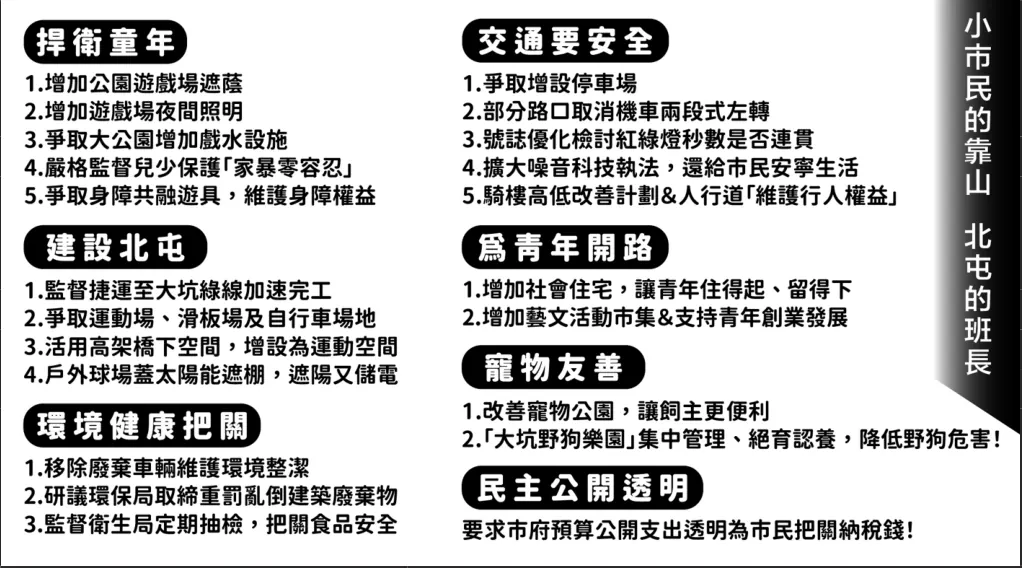 捍衛童年
1.增加公園遊戲場遮蔭
2.增加遊戲場夜間照明
3.爭取大公園增加戲水設施
4.嚴格監督兒少保護「家暴零容忍」
5.爭取身障共融遊具，維護身障權益
建設北屯
1.監督捷運至大坑綠線加速完工
2.爭取運動場、滑板場及自行車場地
3.活用高架橋下空間，增設為運動空間
4.戶外球場蓋太陽能遮棚，遮陽又儲電
環境健康把關
1.移除廢棄車輛維護環境整潔
2.研議環保局取締重罰亂倒建築廢棄物
3.監督衛生局定期抽檢，把關食品安全
交通要安全
1.爭取增設停車場
2.部分路口取消機車兩段式左轉
3.號誌優化檢討紅綠燈秒數是否連貫
4.擴大噪音科技執法，還給市民安寧生活
5.騎樓高低改善計劃&人行道「維護行人權益」
爲青年開路
1.增加社會住宅，讓青年住得起、留得下
2.增加藝文活動市集&支持青年創業發展
寵物友善
1.改善寵物公園，讓飼主更便利
2.「大坑野狗樂園」集中管理、絕育認養，降低野狗危害!
民主公開透明
要求市府預算公開支出透明為市民把關納稅錢!
小市民的靠山 北屯的班長